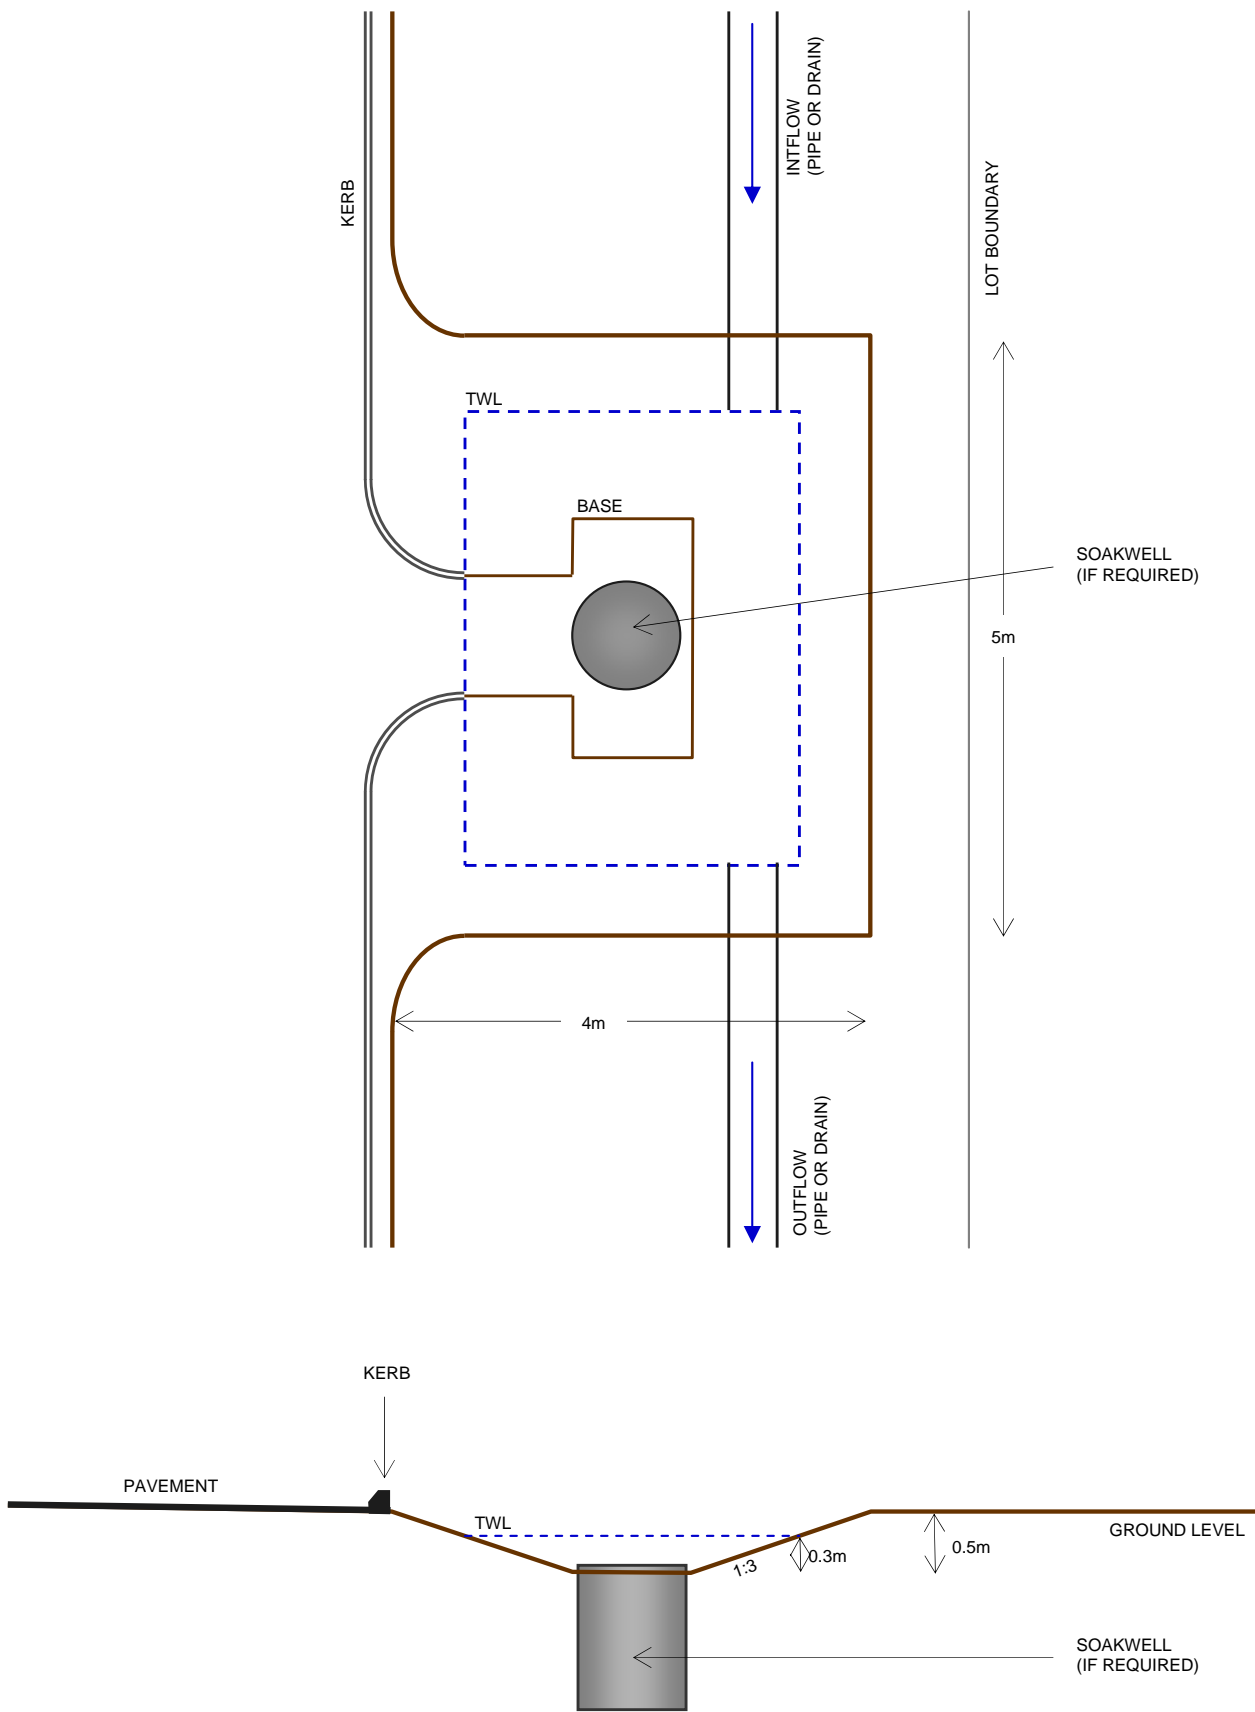 INTFLOW
(PIPE OR DRAIN)
KERB
LOT BOUNDARY
TWL
BASE
SOAKWELL
(IF REQUIRED)
5m
4m
OUTFLOW
(PIPE OR DRAIN)
KERB
PAVEMENT
TWL
GROUND LEVEL
0.5m
0.3m
1:3
SOAKWELL
(IF REQUIRED)